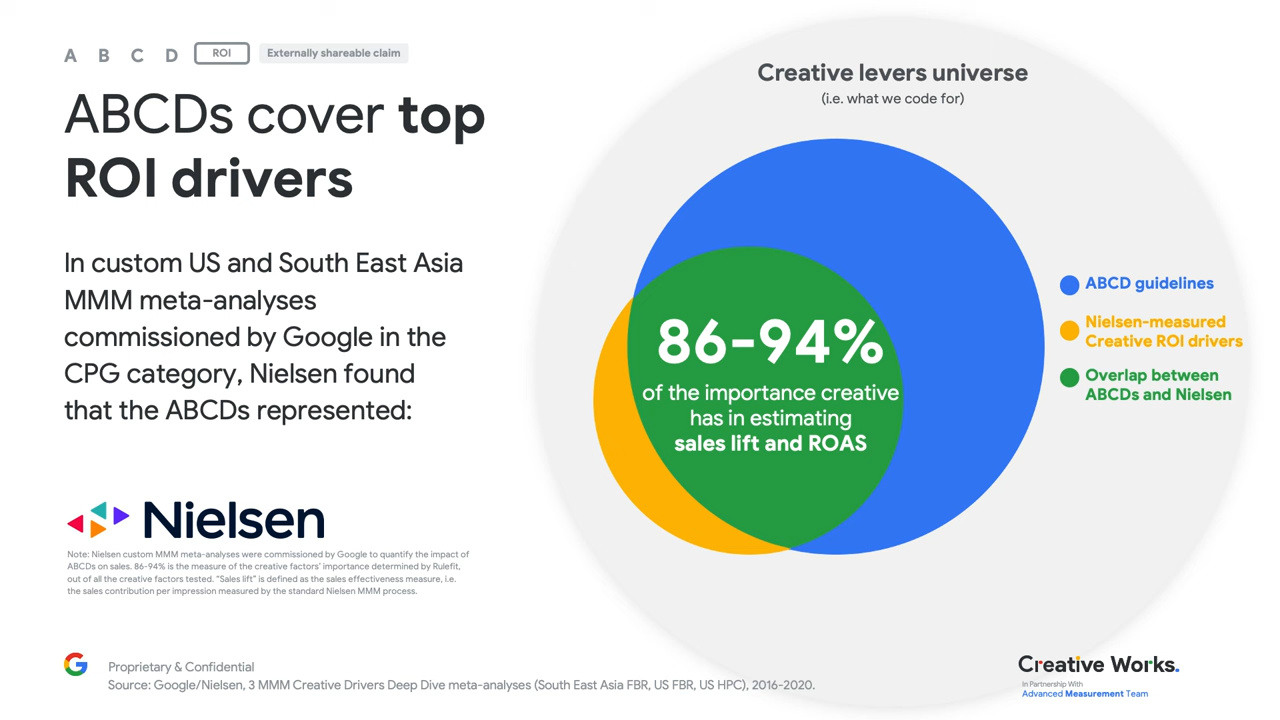 A B C D ROI Externally shareable claim
ABCDs cover top
ROI drivers
In custom US and South East Asia
MMM meta-analyses
commissioned by Google in the
CPG category, Nielsen found
that the ABCDs represented:
Nielsen
Note: Nielsen custom MMM meta-analyses were commissioned by Google to quantify the impact of
ABCDs on sales. 86-94% is the measure of the creative factors' importance determined by Rulefit,
out of all the creative factors tested. "Sales lift" is defined as the sales effectiveness measure, i.e.
the sales contribution per impression measured by the standard Nielsen MMM process.
Creative levers universe
(i.e. what we code for)
86-94%
of the importance creative
has in estimating
sales lift and ROAS
ABCD guidelines
Nielsen-measured
Creative ROI drivers
Overlap between
ABCDs and Nielsen
G
Proprietary & Confidential
Source: Google/Nielsen, 3 MMM Creative Drivers Deep Dive meta-analyses (South East Asia FBR, US FBR, US HPC), 2016-2020.
Creative Works.
In Partnership With
Advanced Measurement Team